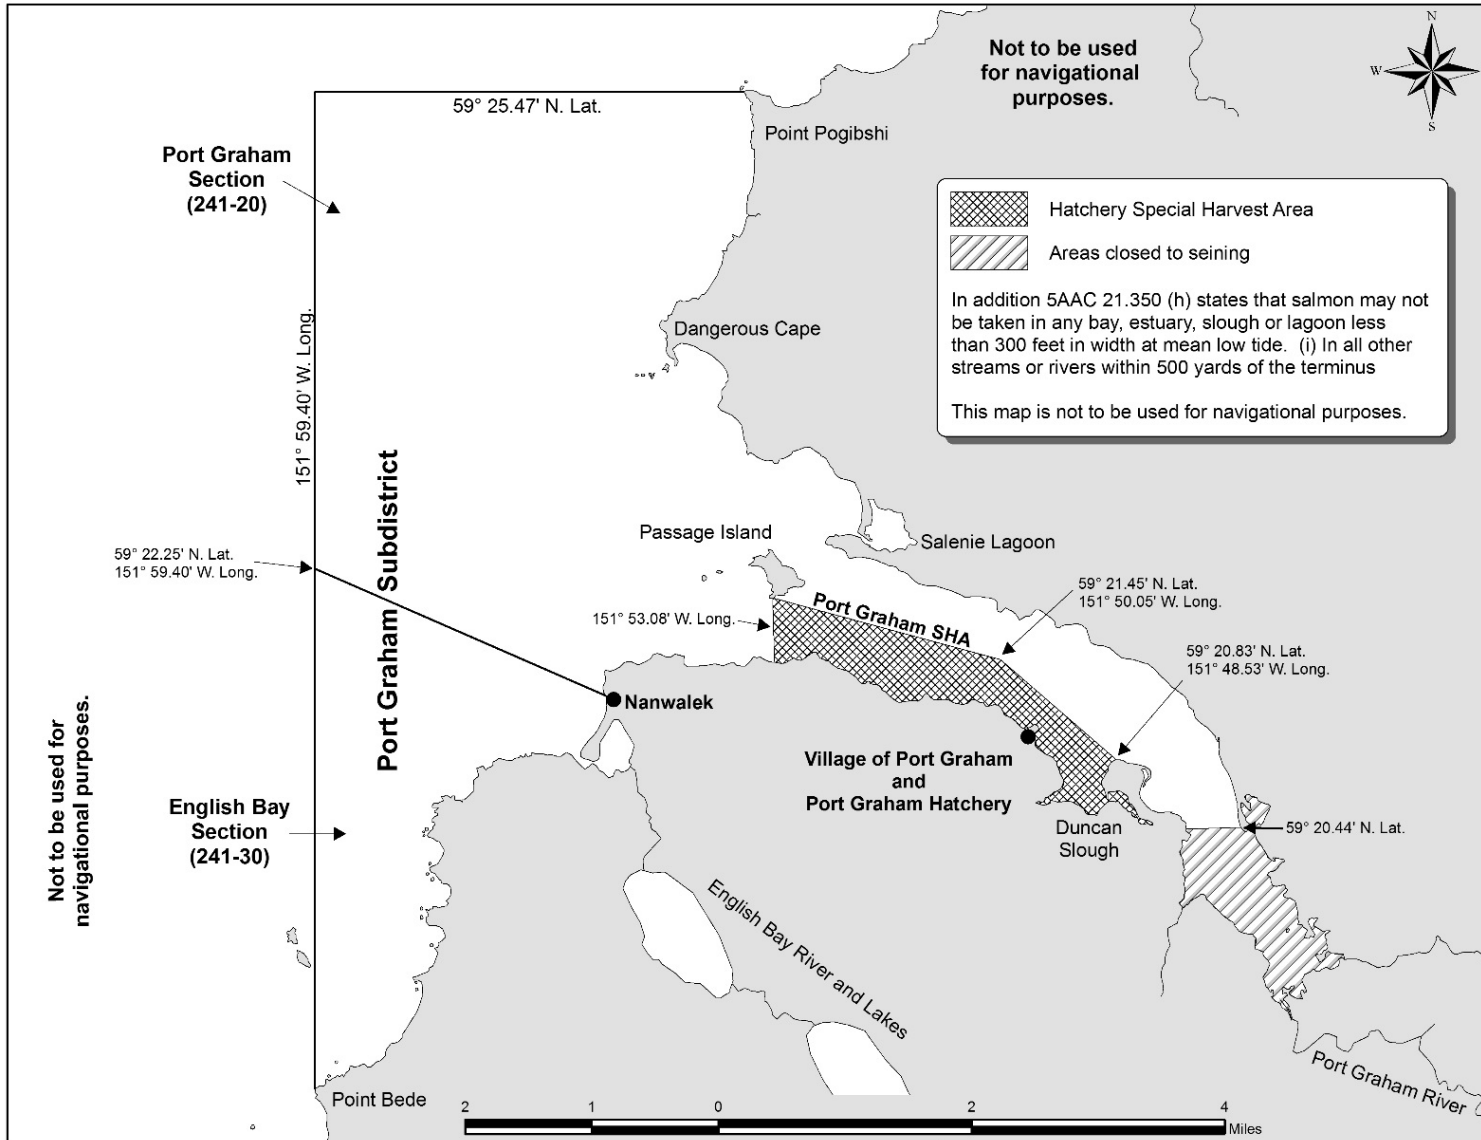 Not to be used
for navigational
purposes.
N
W
S
59° 25.47' N. Lat.
Point Pogibshi
Port Graham
Section
(241-20)
Hatchery Special Harvest Area
Areas closed to seining
In addition 5AAC 21.350 (h) states that salmon may not
be taken in any bay, estuary, slough or lagoon less
than 300 feet in width at mean low tide. (i) In all other
streams or rivers within 500 yards of the terminus
This map is not to be used for navigational purposes.
Dangerous Cape
151° 59.40' W. Long.
Port Graham Subdistrict
Passage Island
Salenie Lagoon
59° 22.25' N. Lat.
151° 59.40' W. Long.
59° 21.45' N. Lat.
151° 50.05' W. Long.
151° 53.08' W. Long.
Port Graham SHA
59° 20.83' N. Lat.
151° 48.53' W. Long.
Nanwalek
Village of Port Graham
and
Port Graham Hatchery
Not to be used for
navigational purposes.
English Bay
Section
(241-30)
Duncan
Slough
59° 20.44' N. Lat.
English Bay River and Lakes
Port Graham River
Point Bede
2
1
0
2
4
Miles